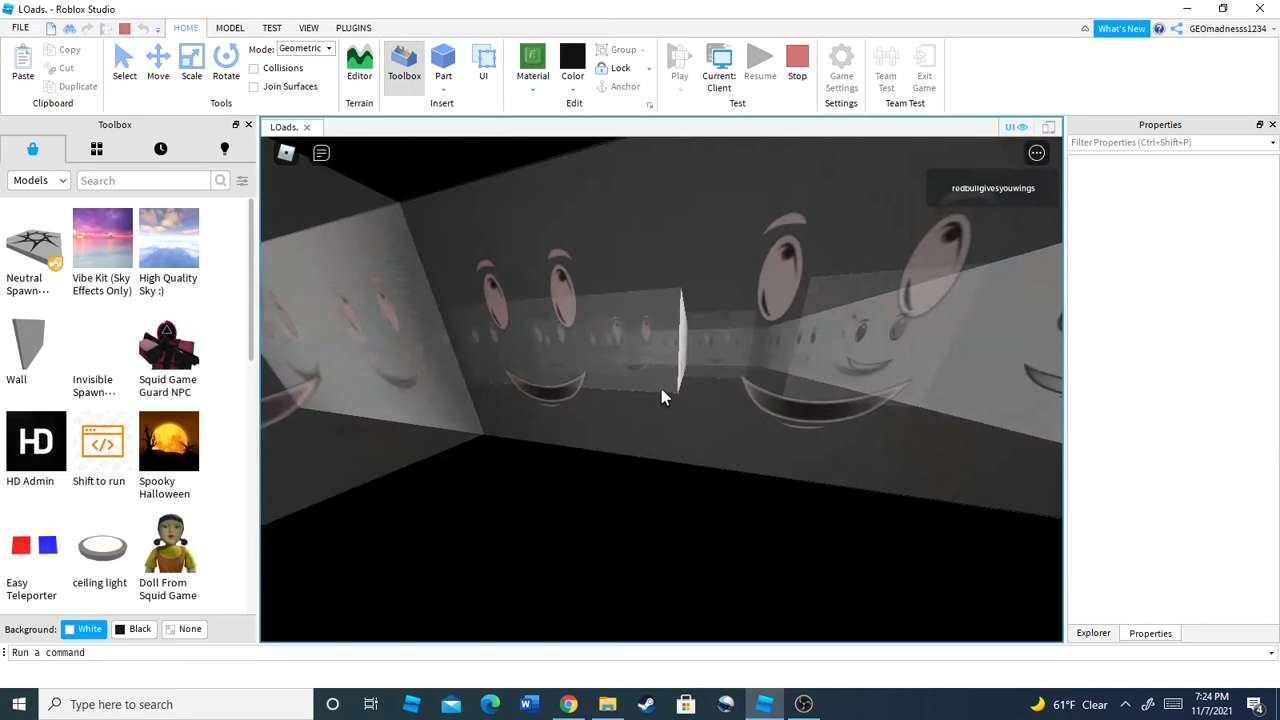 LOads. - Roblox Studio
FILE HOME MODEL TEST VIEW PLUGINS What's New GEOmadnesss1234
Paste Copy Cut Duplicate
Select Move Scale Rotate
Mode: Geometric
Collisions
Join Surfaces
Editor Toolbox Part UI
Material Color Group Lock Anchor
Play Current: Client Resume Stop
Game Settings Team Test Exit Game
Clipboard Tools Terrain Insert Edit Test Settings Team Test
Toolbox
LOads.
UI
Properties
Filter Properties (Ctrl+Shift+P)
Models Search
redbullgivesyouwings
Neutral Spawn... Vibe Kit (Sky Effects Only) High Quality Sky :)
Wall Invisible Spawn... Squid Game Guard NPC
HD
HD Admin Shift to run Spooky Halloween
Easy Teleporter ceiling light Doll From Squid Game
Background: White Black None
Explorer Properties
Run a command
Type here to search
61°F Clear
7:24 PM
11/7/2021
4